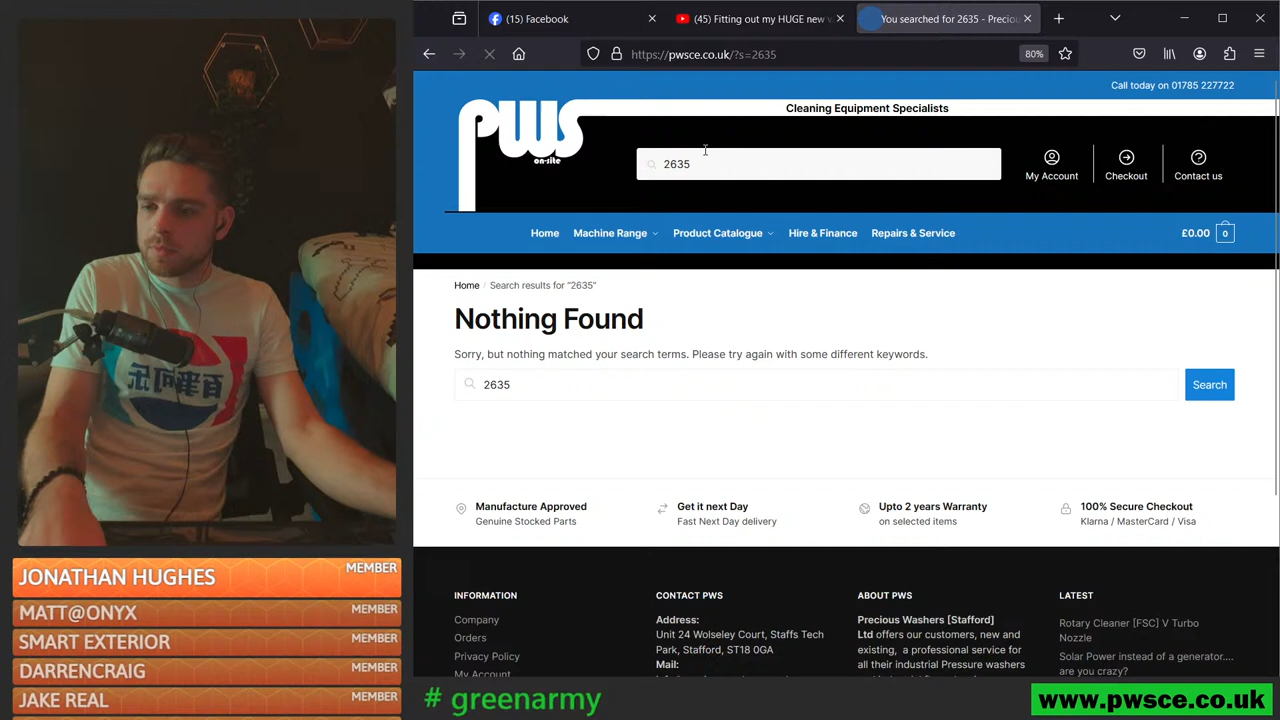 (15) Facebook
(45) Fitting out my HUGE new v
You searched for 2635 - Preciou
https://pwsce.co.uk/?s=2635
80%
Call today on 01785 227722
Cleaning Equipment Specialists
pws
on-site
2635
My Account
Checkout
Contact us
Home
Machine Range
Product Catalogue
Hire & Finance
Repairs & Service
£0.00
0
Home / Search results for “2635”
Nothing Found
Sorry, but nothing matched your search terms. Please try again with some different keywords.
2635
Search
Manufacture Approved
Genuine Stocked Parts
Get it next Day
Fast Next Day delivery
Upto 2 years Warranty
on selected items
100% Secure Checkout
Klarna / MasterCard / Visa
INFORMATION
Company
Orders
Privacy Policy
My Account
CONTACT PWS
Address:
Unit 24 Wolseley Court, Staffs Tech
Park, Stafford, ST18 0GA
Mail:
ABOUT PWS
Precious Washers [Stafford]
Ltd offers our customers, new and
existing, a professional service for
all their industrial Pressure washers
LATEST
Rotary Cleaner [FSC] V Turbo
Nozzle
Solar Power instead of a generator....
are you crazy?
JONATHAN HUGHES
MEMBER
MATT@ONYX
MEMBER
SMART EXTERIOR
MEMBER
DARRENCRAIG
MEMBER
JAKE REAL
MEMBER
# greenarmy
www.pwsce.co.uk